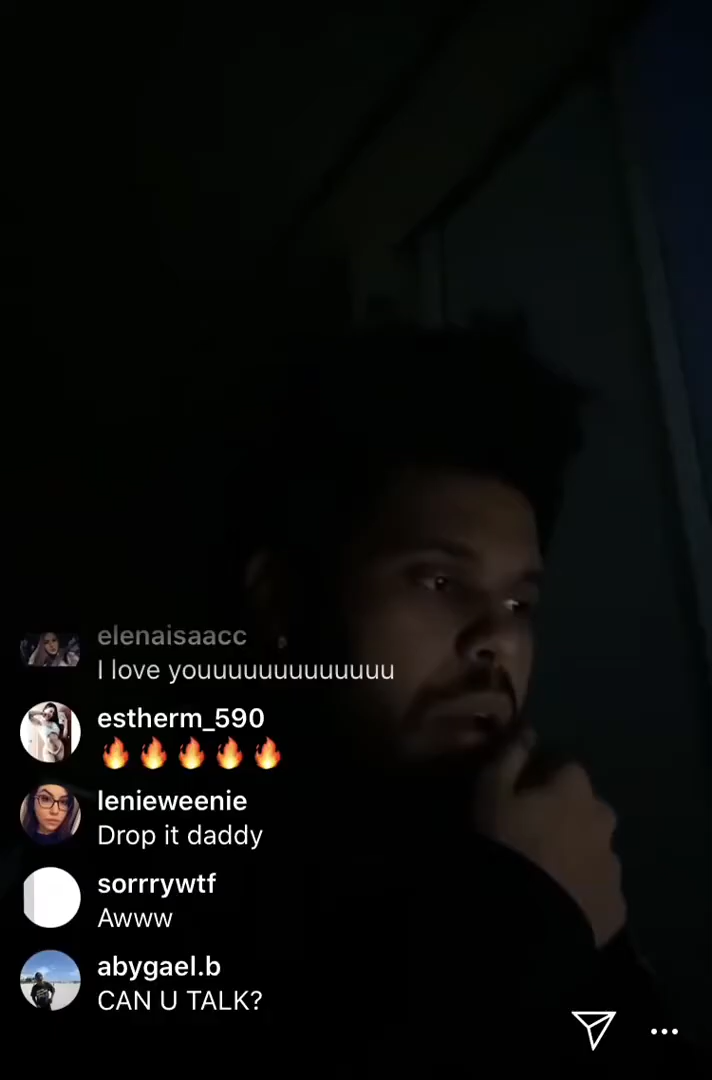 elenaisaacc
I love youuuuuuuuuuuuu
estherm_590
🔥🔥🔥🔥🔥
lenieweenie
Drop it daddy
sorrrywtf
Awww
abygael.b
CAN U TALK?